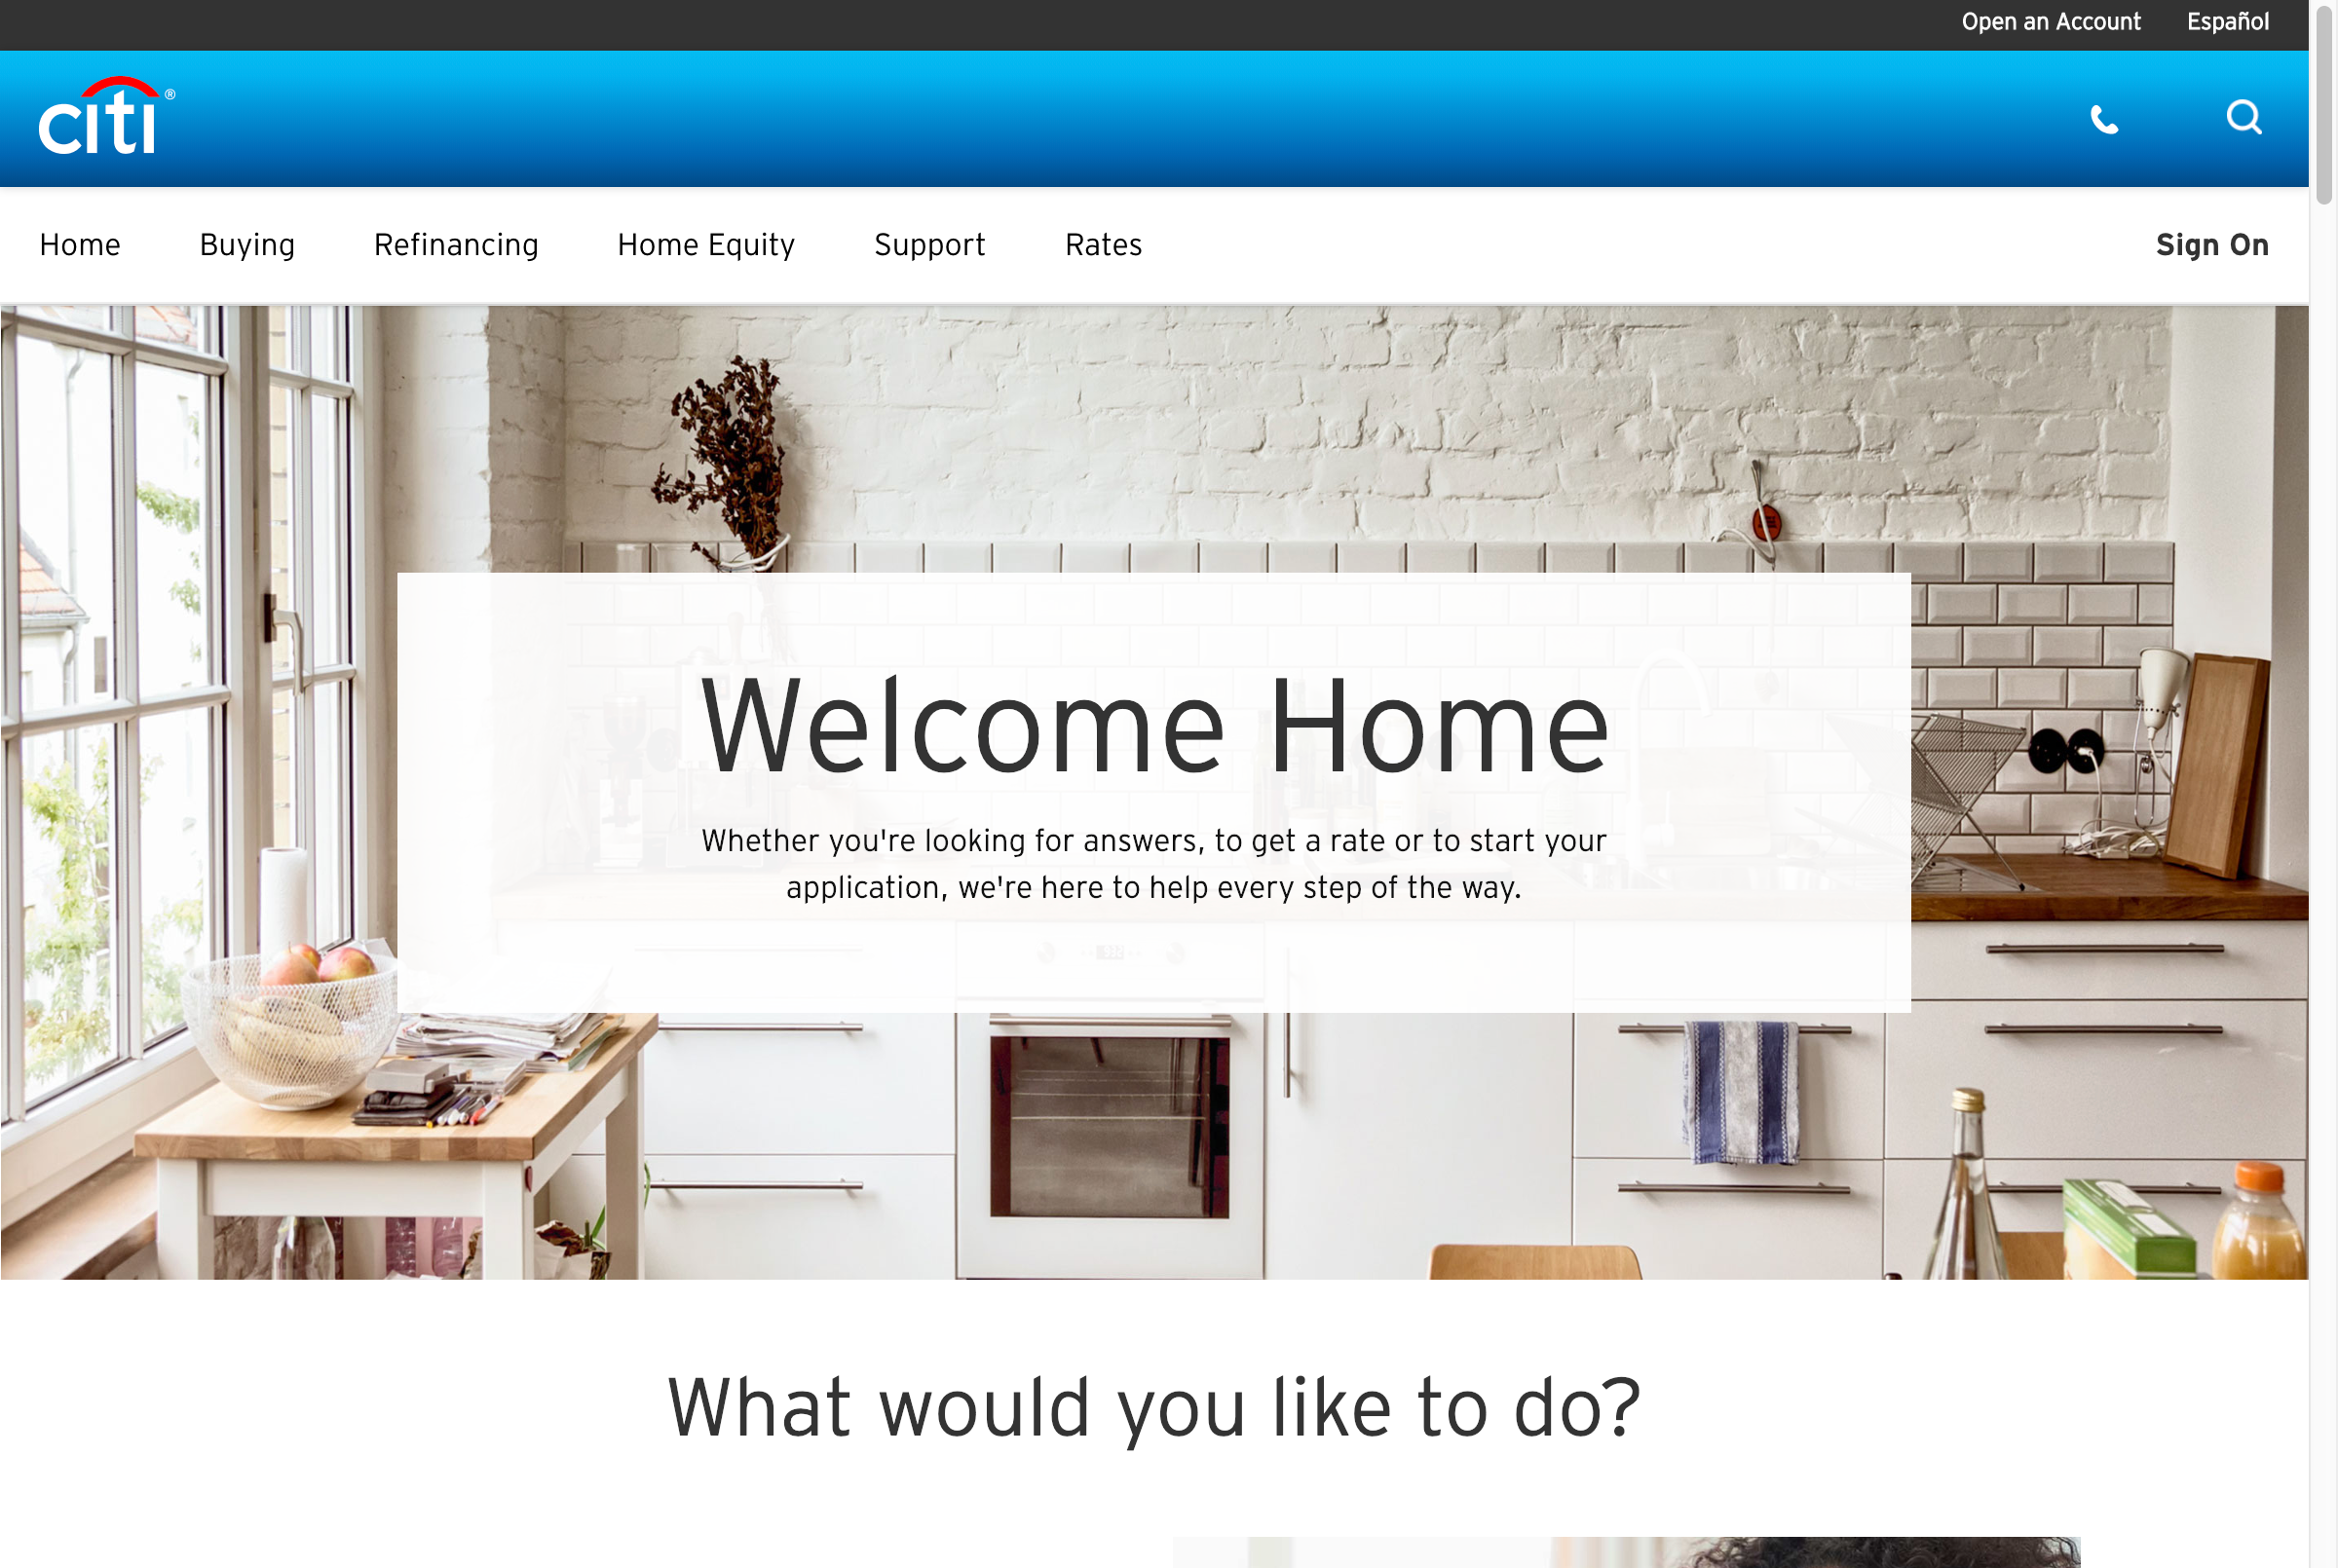 Open an Account Español
citi®
Home Buying Refinancing Home Equity Support Rates Sign On
Welcome Home
Whether you're looking for answers, to get a rate or to start your
application, we're here to help every step of the way.
What would you like to do?